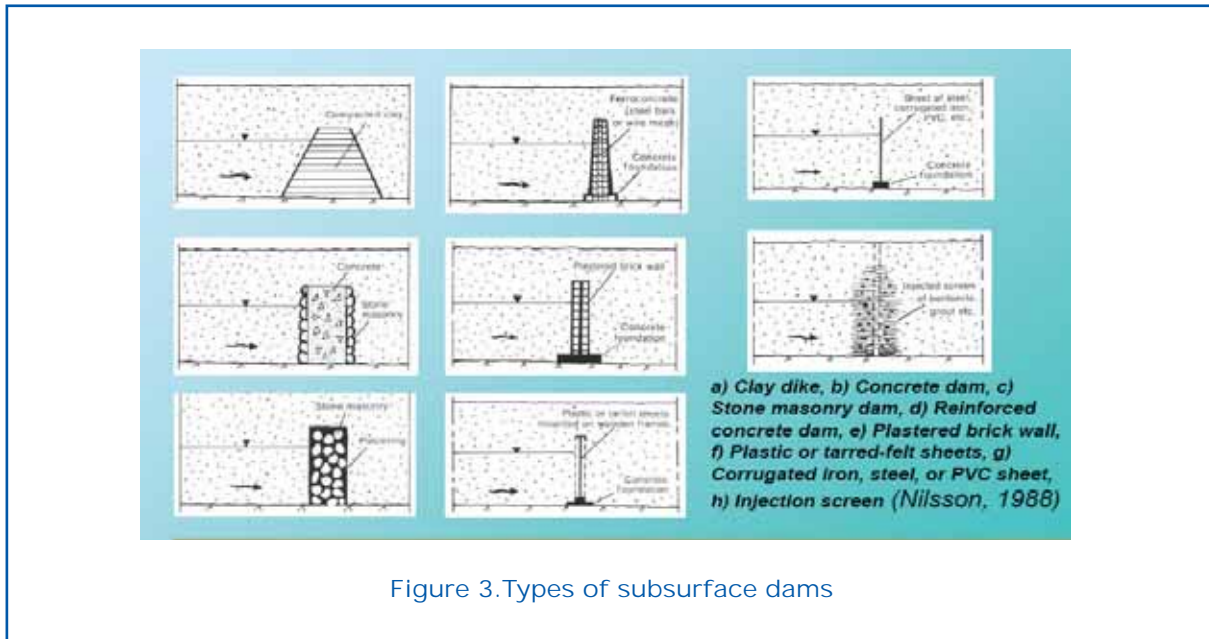 Compacted clay
Ferroconcrete
(steel bars
or wire mesh)
Concrete
foundation
Sheet of steel,
corrugated iron,
PVC, etc.
Concrete
foundation
Concrete
Stone
masonry
Plastered brick wall
Concrete
foundation
Injected screen
of bentonite,
grout etc.
Stone masonry
Plastering
Plastic or tarred sheets
mounted on wooden frames
Concrete
foundation
a) Clay dike, b) Concrete dam, c)
Stone masonry dam, d) Reinforced
concrete dam, e) Plastered brick wall,
f) Plastic or tarred-felt sheets, g)
Corrugated iron, steel, or PVC sheet,
h) Injection screen (Nilsson, 1988)
Figure 3.Types of subsurface dams